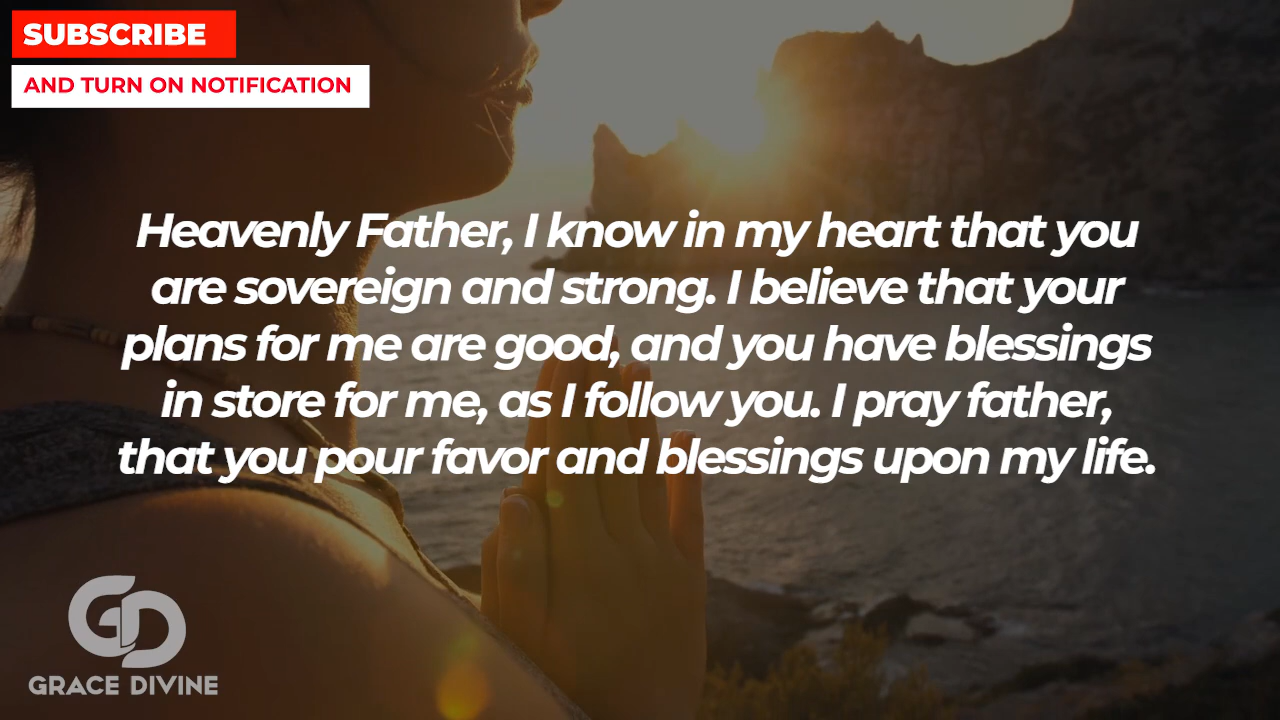 SUBSCRIBE
AND TURN ON NOTIFICATION
Heavenly Father, I know in my heart that you
are sovereign and strong. I believe that your
plans for me are good, and you have blessings
in store for me, as I follow you. I pray father,
that you pour favor and blessings upon my life.
GD
GRACE DIVINE